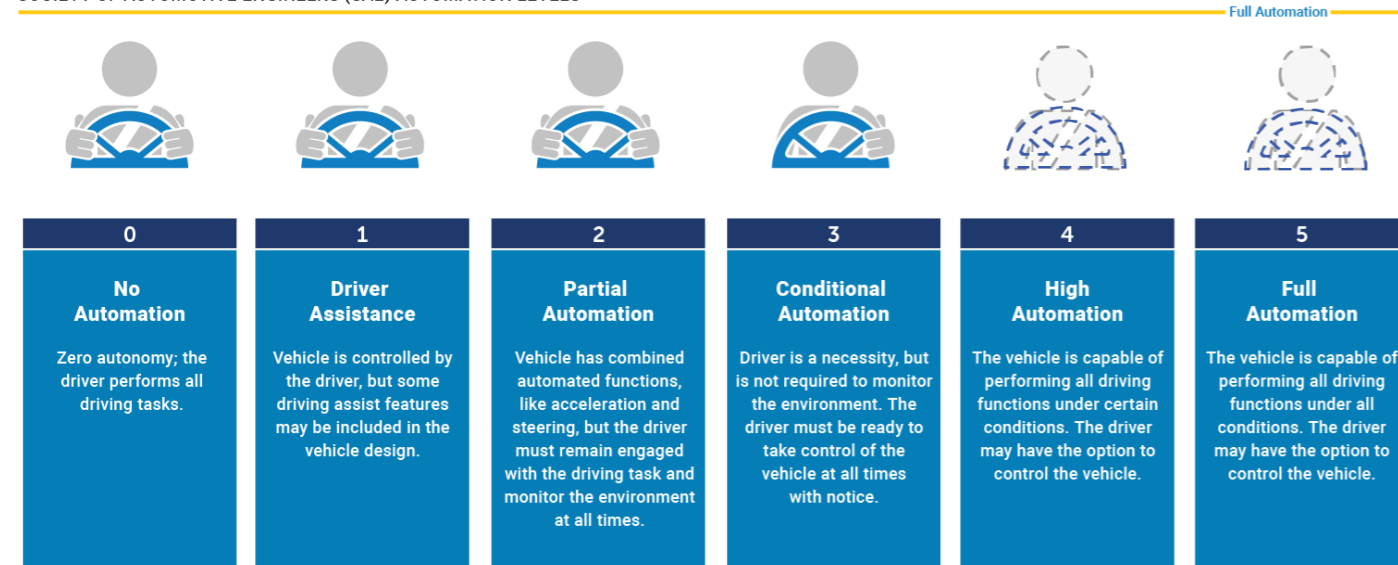 Full Automation
0
No
Automation
Zero autonomy; the
driver performs all
driving tasks.
1
Driver
Assistance
Vehicle is controlled by
the driver, but some
driving assist features
may be included in the
vehicle design.
2
Partial
Automation
Vehicle has combined
automated functions,
like acceleration and
steering, but the driver
must remain engaged
with the driving task and
monitor the environment
at all times.
3
Conditional
Automation
Driver is a necessity, but
is not required to monitor
the environment. The
driver must be ready to
take control of the
vehicle at all times
with notice.
4
High
Automation
The vehicle is capable of
performing all driving
functions under certain
conditions. The driver
may have the option to
control the vehicle.
5
Full
Automation
The vehicle is capable of
performing all driving
functions under all
conditions. The driver
may have the option to
control the vehicle.